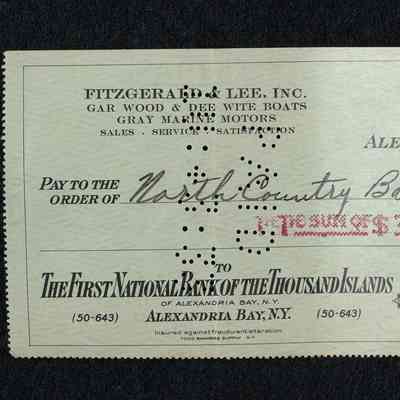 FITZGERALD & LEE, INC.
GAR WOOD & DEE WITE BOATS
GRAY MARINE MOTORS
SALES . SERVICE . SATISFACTION
ALE
PAY TO THE
ORDER OF North Country Ba
THE SUM OF $
TO
THE FIRST NATIONAL BANK OF THE THOUSAND ISLANDS
OF ALEXANDRIA BAY, N.Y.
(50-643) ALEXANDRIA BAY, N.Y. (50-643)
Insured against fraudulent alteration